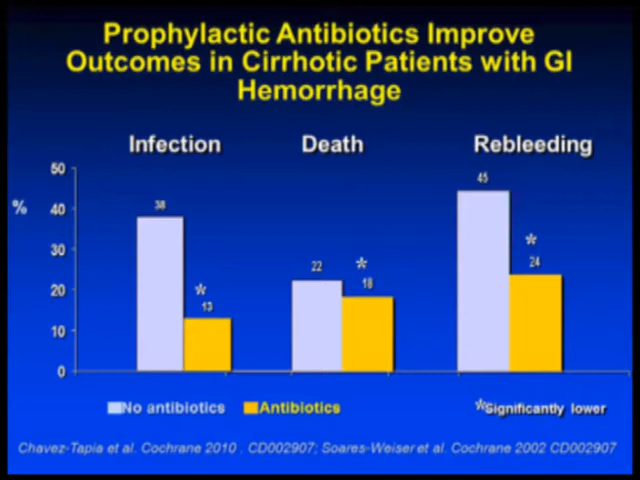 Prophylactic Antibiotics Improve
Outcomes in Cirrhotic Patients with GI
Hemorrhage
Infection Death Rebleeding
%
50
40
30
20
10
0
38
*
13
22
*
18
45
*
24
No antibiotics Antibiotics *Significantly lower
Chavez-Tapia et al. Cochrane 2010 . CD002907; Soares-Weiser et al. Cochrane 2002 CD002907